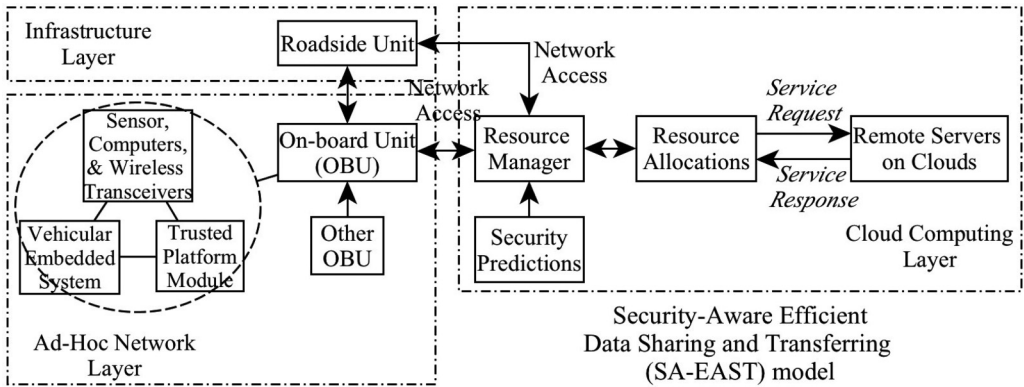 Infrastructure
Layer
Roadside Unit
Network
Access
Network
Access
Sensor,
Computers,
& Wireless
Transceivers
On-board Unit
(OBU)
Resource
Manager
Resource
Allocations
Service
Request
Remote Servers
on Clouds
Service
Response
Vehicular
Embedded
System
Trusted
Platform
Module
Other
OBU
Security
Predictions
Cloud Computing
Layer
Ad-Hoc Network
Layer
Security-Aware Efficient
Data Sharing and Transferring
(SA-EAST) model